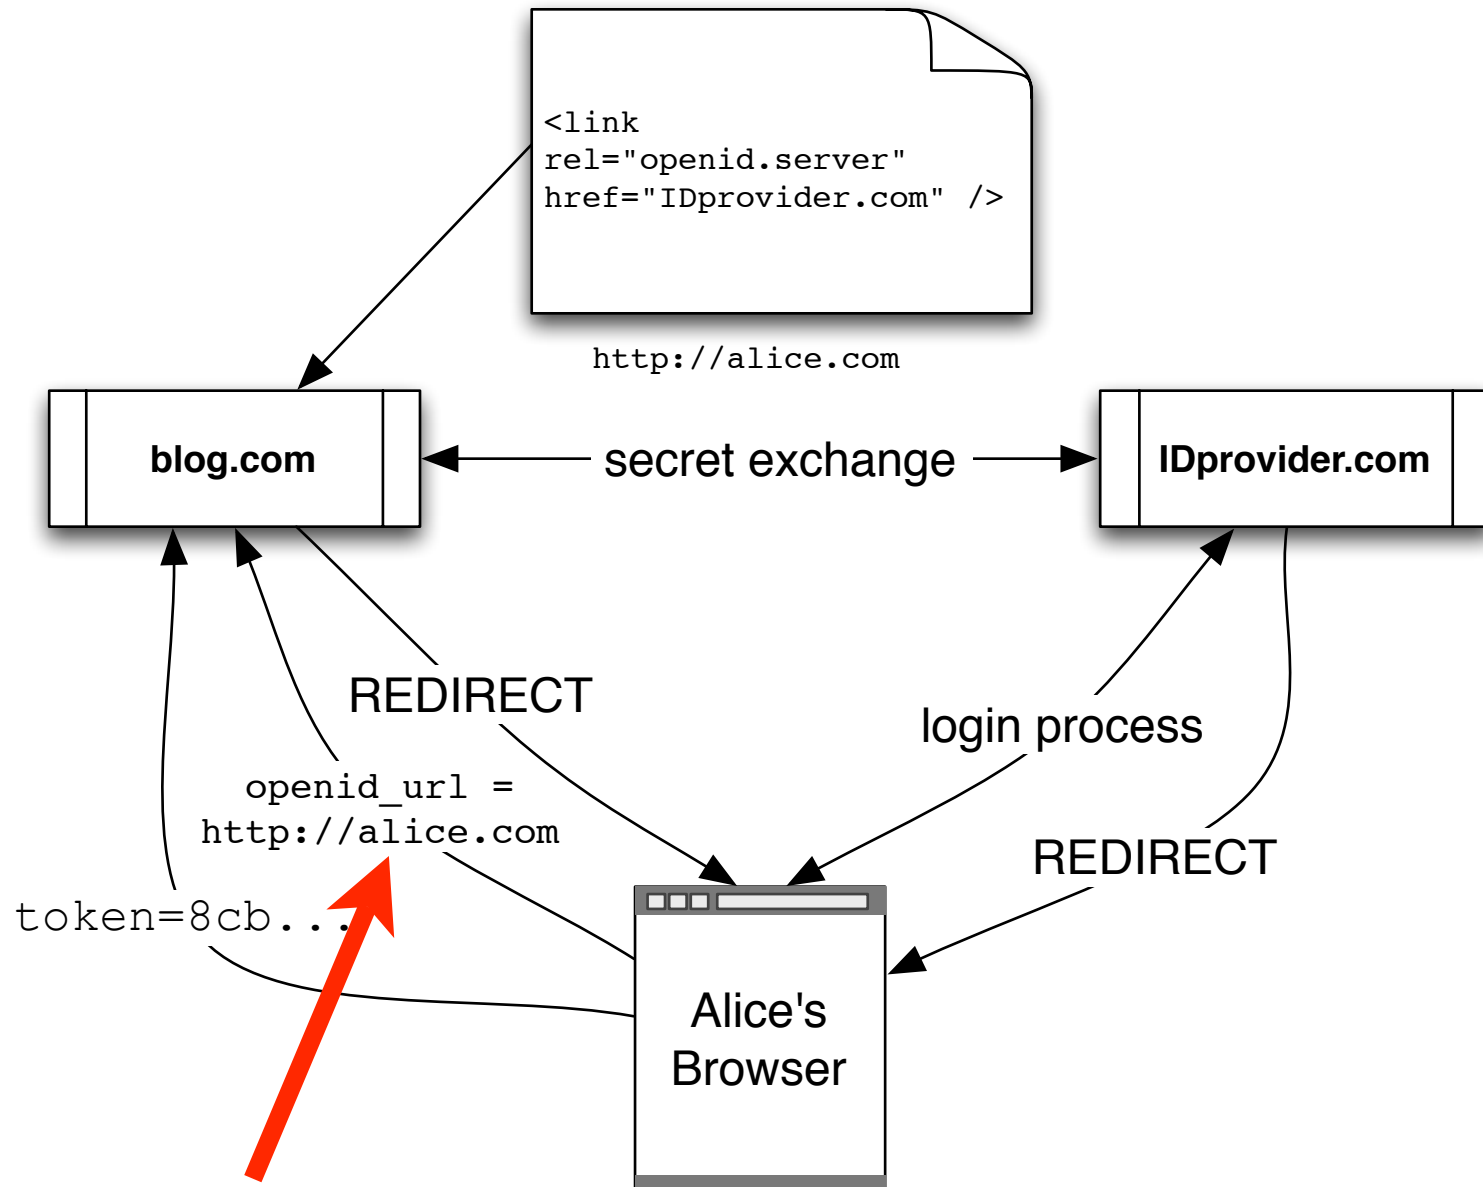 <link
rel="openid.server"
href="IDprovider.com" />
http://alice.com
blog.com
secret exchange
IDprovider.com
REDIRECT
login process
openid_url =
http://alice.com
REDIRECT
token=8cb...
Alice's
Browser